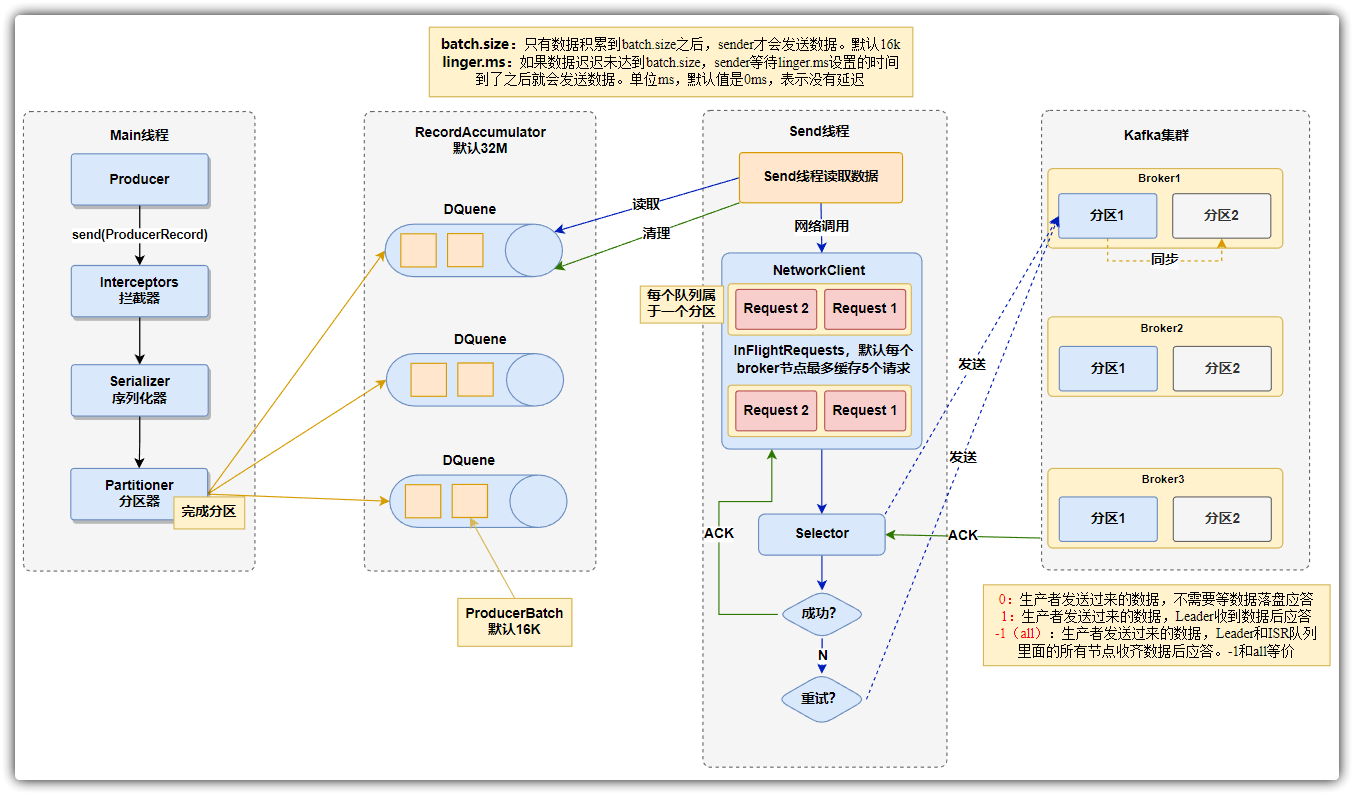 batch.size：只有数据积累到batch.size之后，sender才会发送数据。默认16k
linger.ms：如果数据迟迟未达到batch.size，sender等待linger.ms设置的时间
到了之后就会发送数据。单位ms，默认值是0ms，表示没有延迟
Main线程
Producer
send(ProducerRecord)
Interceptors
拦截器
Serializer
序列化器
Partitioner
分区器
完成分区
RecordAccumulator
默认32M
DQuene
DQuene
DQuene
ProducerBatch
默认16K
读取
清理
Send线程
Send线程读取数据
网络调用
NetworkClient
每个队列属
于一个分区
Request 2
Request 1
InFlightRequests，默认每个
broker节点最多缓存5个请求
Request 2
Request 1
ACK
Selector
成功？
N
重试？
发送
发送
ACK
Kafka集群
Broker1
分区1
分区2
同步
Broker2
分区1
分区2
Broker3
分区1
分区2
0：生产者发送过来的数据，不需要等数据落盘应答
1：生产者发送过来的数据，Leader收到数据后应答
-1（all）：生产者发送过来的数据，Leader和ISR队列
里面的所有节点收齐数据后应答。-1和all等价